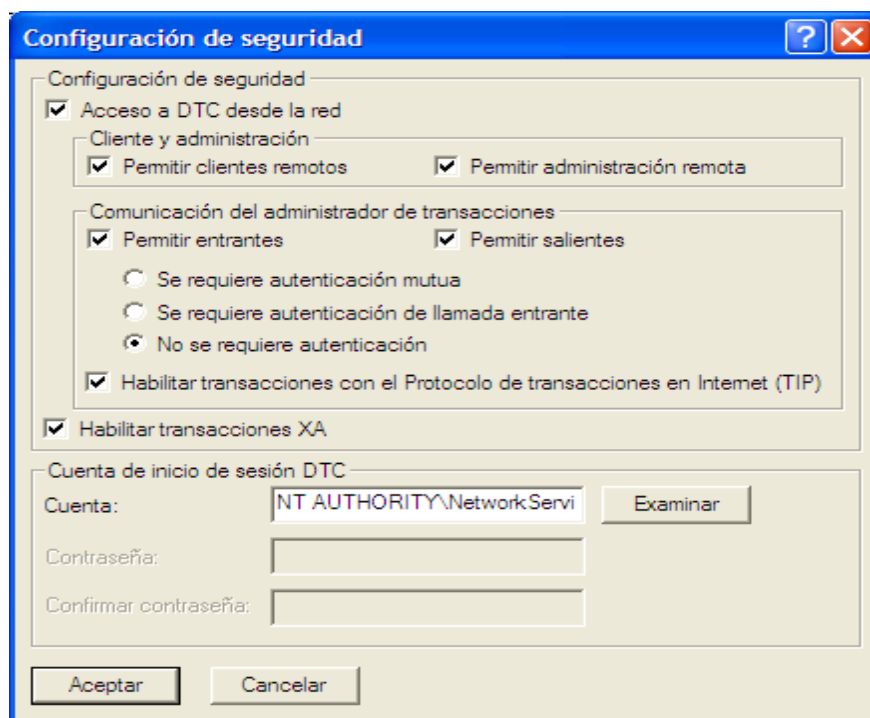 Configuración de seguridad
Configuración de seguridad
Acceso a DTC desde la red
Cliente y administración
Permitir clientes remotos Permitir administración remota
Comunicación del administrador de transacciones
Permitir entrantes Permitir salientes
Se requiere autenticación mutua
Se requiere autenticación de llamada entrante
No se requiere autenticación
Habilitar transacciones con el Protocolo de transacciones en Internet (TIP)
Habilitar transacciones XA
Cuenta de inicio de sesión DTC
Cuenta: NT AUTHORITY\NetworkServi Examinar
Contraseña:
Confirmar contraseña:
Aceptar Cancelar